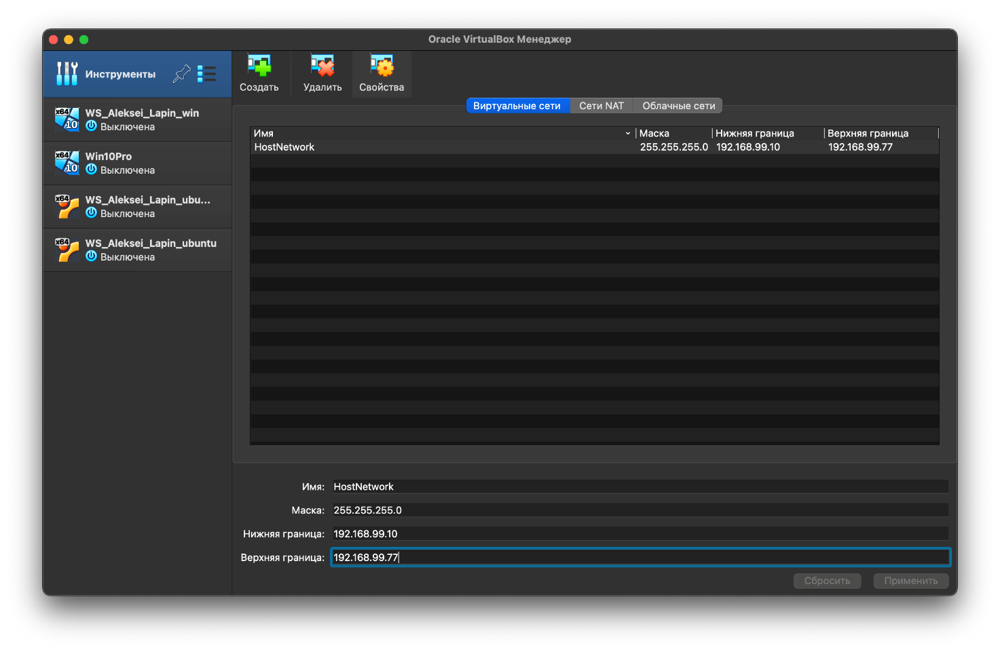 Oracle VirtualBox Менеджер
Инструменты
x64
10
WS_Aleksei_Lapin_win
Выключена
x64
10
Win10Pro
Выключена
x64
WS_Aleksei_Lapin_ubu...
Выключена
x64
WS_Aleksei_Lapin_ubuntu
Выключена
Создать
Удалить
Свойства
Виртуальные сети
Сети NAT
Облачные сети
Имя Маска Нижняя граница Верхняя граница
HostNetwork 255.255.255.0 192.168.99.10 192.168.99.77
Имя: HostNetwork
Маска: 255.255.255.0
Нижняя граница: 192.168.99.10
Верхняя граница: 192.168.99.77
Сбросить
Применить